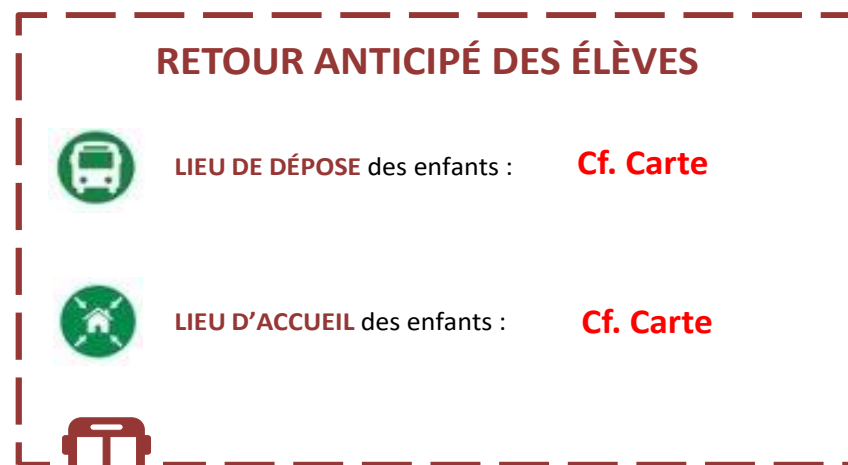 RETOUR ANTICIPÉ DES ÉLÈVES
LIEU DE DÉPOSE des enfants : Cf. Carte
LIEU D’ACCUEIL des enfants : Cf. Carte